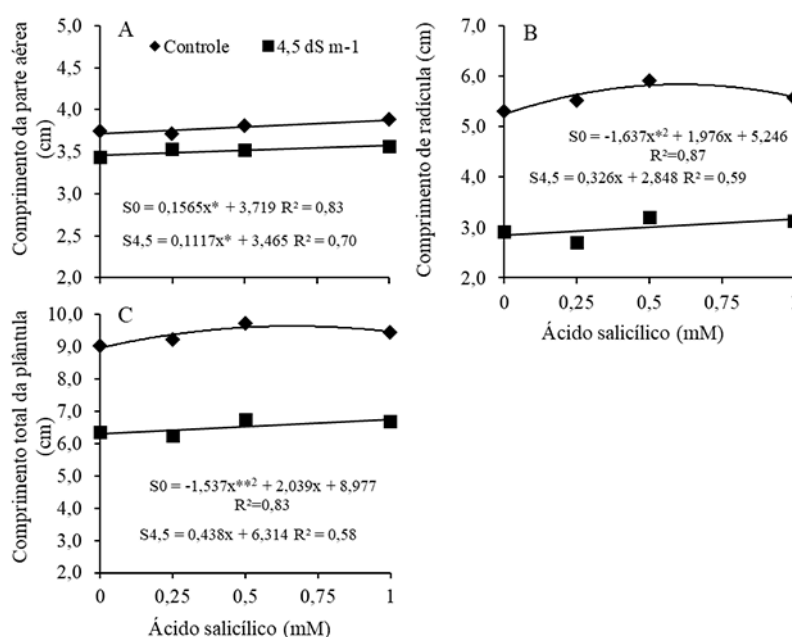 A
Controle
4,5 dS m-1
Comprimento da parte aérea
(cm)
5,0
4,5
4,0
3,5
3,0
2,5
2,0
S0 = 0,1565x* + 3,719 R² = 0,83
S4,5 = 0,1117x* + 3,465 R² = 0,70
B
Comprimento de radícula (cm)
7,0
6,0
5,0
4,0
3,0
2,0
S0 = -1,637x*² + 1,976x + 5,246
R²=0,87
S4,5 = 0,326x + 2,848 R² = 0,59
0
0,25
0,5
0,75
1
Ácido salicílico (mM)
C
Comprimento total da plântula
(cm)
10,0
9,0
8,0
7,0
6,0
5,0
4,0
3,0
2,0
S0 = -1,537x**² + 2,039x + 8,977
R²=0,83
S4,5 = 0,438x + 6,314 R² = 0,58
0
0,25
0,5
0,75
1
Ácido salicílico (mM)